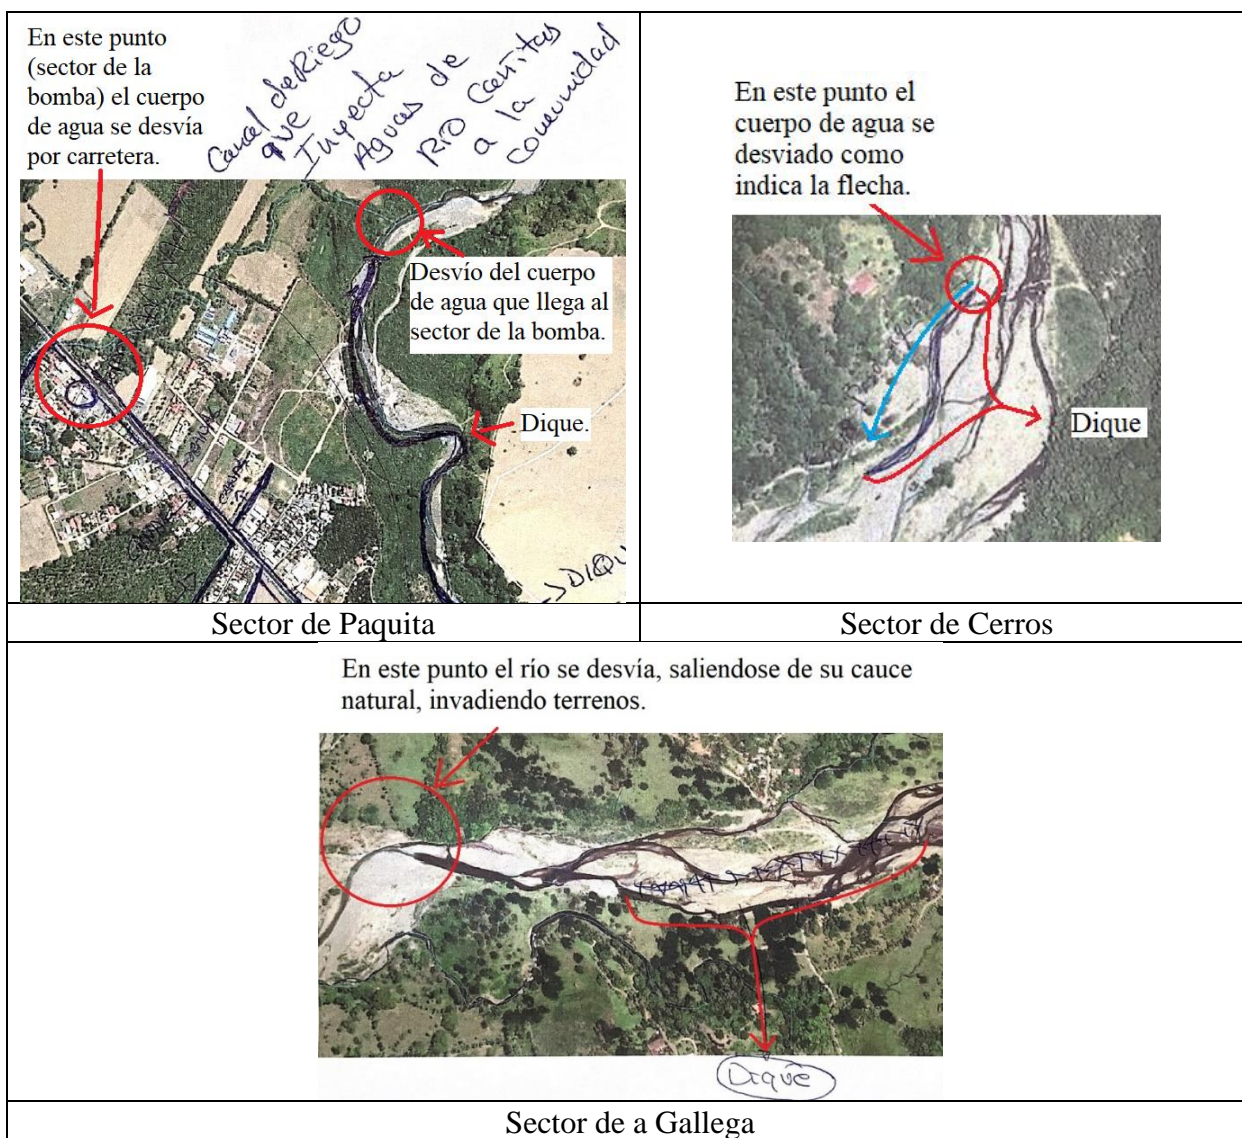 En este punto
(sector de la
bomba) el cuerpo
de agua se desvía
por carretera.
Canal de Riego
que
Inyecta
Aguas de
Río Cañitas
a la
comunidad
Desvío del cuerpo
de agua que llega al
sector de la bomba.
Dique.
En este punto el
cuerpo de agua se
desviado como
indica la flecha.
Dique
Sector de Paquita
Sector de Cerros
En este punto el río se desvía, saliendose de su cauce
natural, invadiendo terrenos.
Dique
Sector de a Gallega